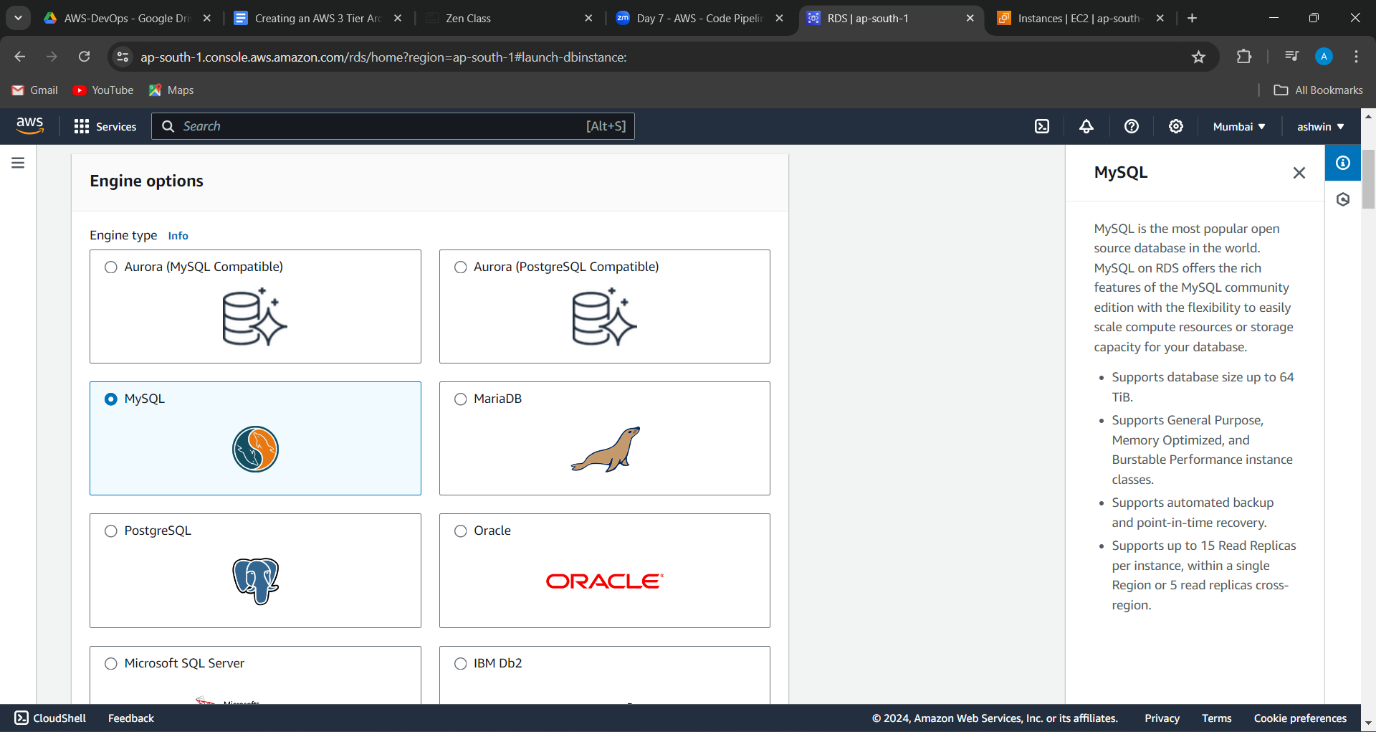 AWS-DevOps - Google Dri
Creating an AWS 3 Tier Arc
Zen Class
zm Day 7 - AWS - Code Pipelin
RDS | ap-south-1
Instances | EC2 | ap-south-
ap-south-1.console.aws.amazon.com/rds/home?region=ap-south-1#launch-dbinstance:
A
Gmail
YouTube
Maps
All Bookmarks
aws
Services
Search
[Alt+S]
Mumbai
ashwin
Engine options
Engine type Info
Aurora (MySQL Compatible)
Aurora (PostgreSQL Compatible)
MySQL
MariaDB
PostgreSQL
Oracle
ORACLE
Microsoft SQL Server
IBM Db2
Microsoft
MySQL
MySQL is the most popular open
source database in the world.
MySQL on RDS offers the rich
features of the MySQL community
edition with the flexibility to easily
scale compute resources or storage
capacity for your database.
• Supports database size up to 64
TiB.
• Supports General Purpose,
Memory Optimized, and
Burstable Performance instance
classes.
• Supports automated backup
and point-in-time recovery.
• Supports up to 15 Read Replicas
per instance, within a single
Region or 5 read replicas cross-
region.
CloudShell
Feedback
© 2024, Amazon Web Services, Inc. or its affiliates.
Privacy
Terms
Cookie preferences